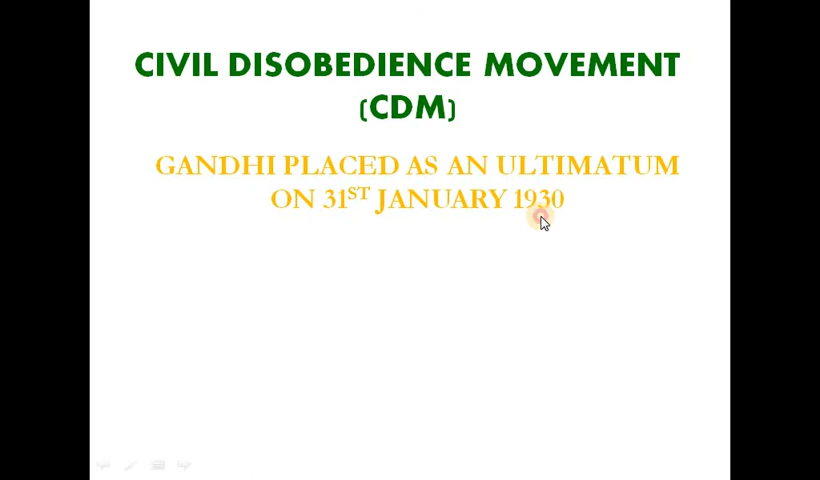 CIVIL DISOBEDIENCE MOVEMENT
(CDM)
GANDHI PLACED AS AN ULTIMATUM
ON 31ST JANUARY 1930